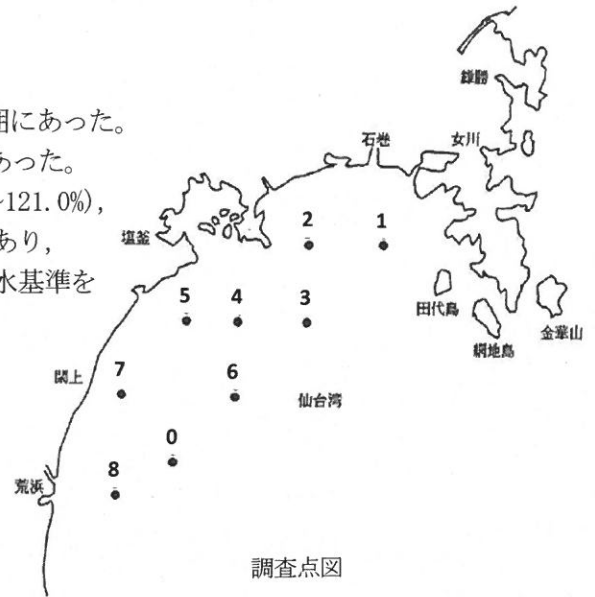 囲にあった。
あった。
~121.0%),
あり,
水基準を
雄勝
石巻
女川
塩釜
2
1
田代島
金華山
網地島
5
4
3
閖上
7
6
仙台湾
0
荒浜
8
調査点図